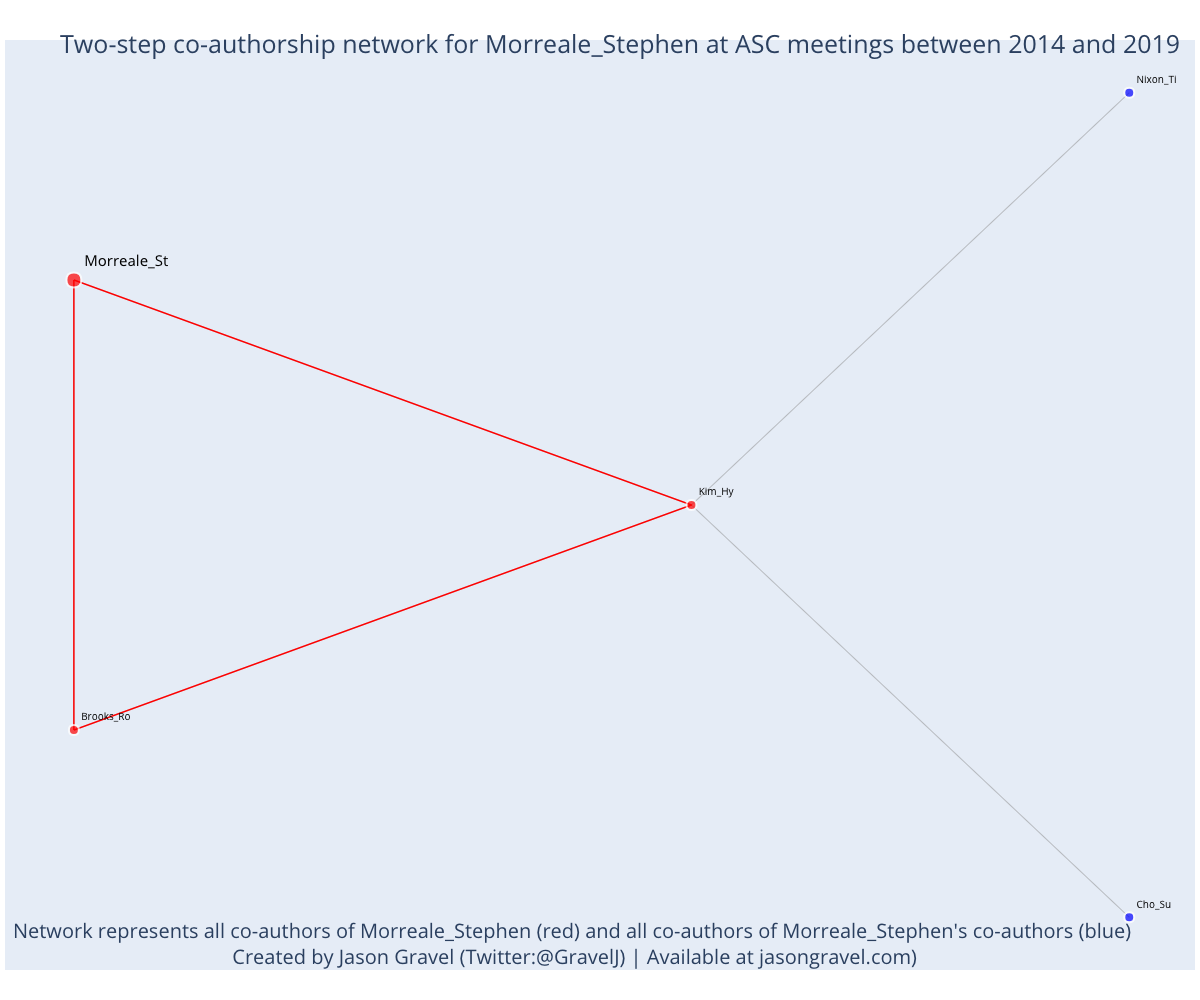 Two-step co-authorship network for Morreale_Stephen at ASC meetings between 2014 and 2019
Nixon_Ti
Morreale_St
Kim_Hy
Brooks_Ro
Cho_Su
Network represents all co-authors of Morreale_Stephen (red) and all co-authors of Morreale_Stephen's co-authors (blue)
Created by Jason Gravel (Twitter:@GravelJ) | Available at jasongravel.com)